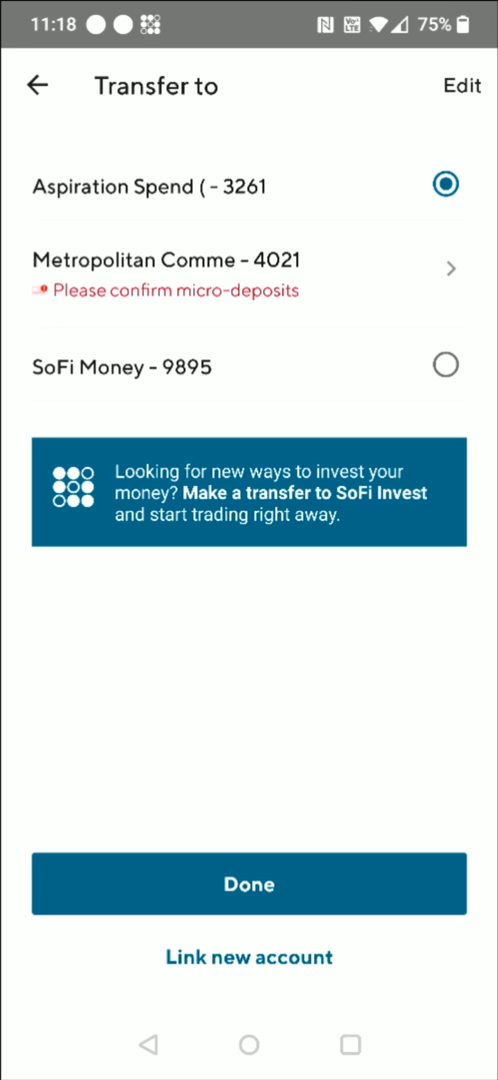 11:18 75%
Transfer to Edit
Aspiration Spend ( - 3261
Metropolitan Comme - 4021
Please confirm micro-deposits
SoFi Money - 9895
Looking for new ways to invest your
money? Make a transfer to SoFi Invest
and start trading right away.
Done
Link new account